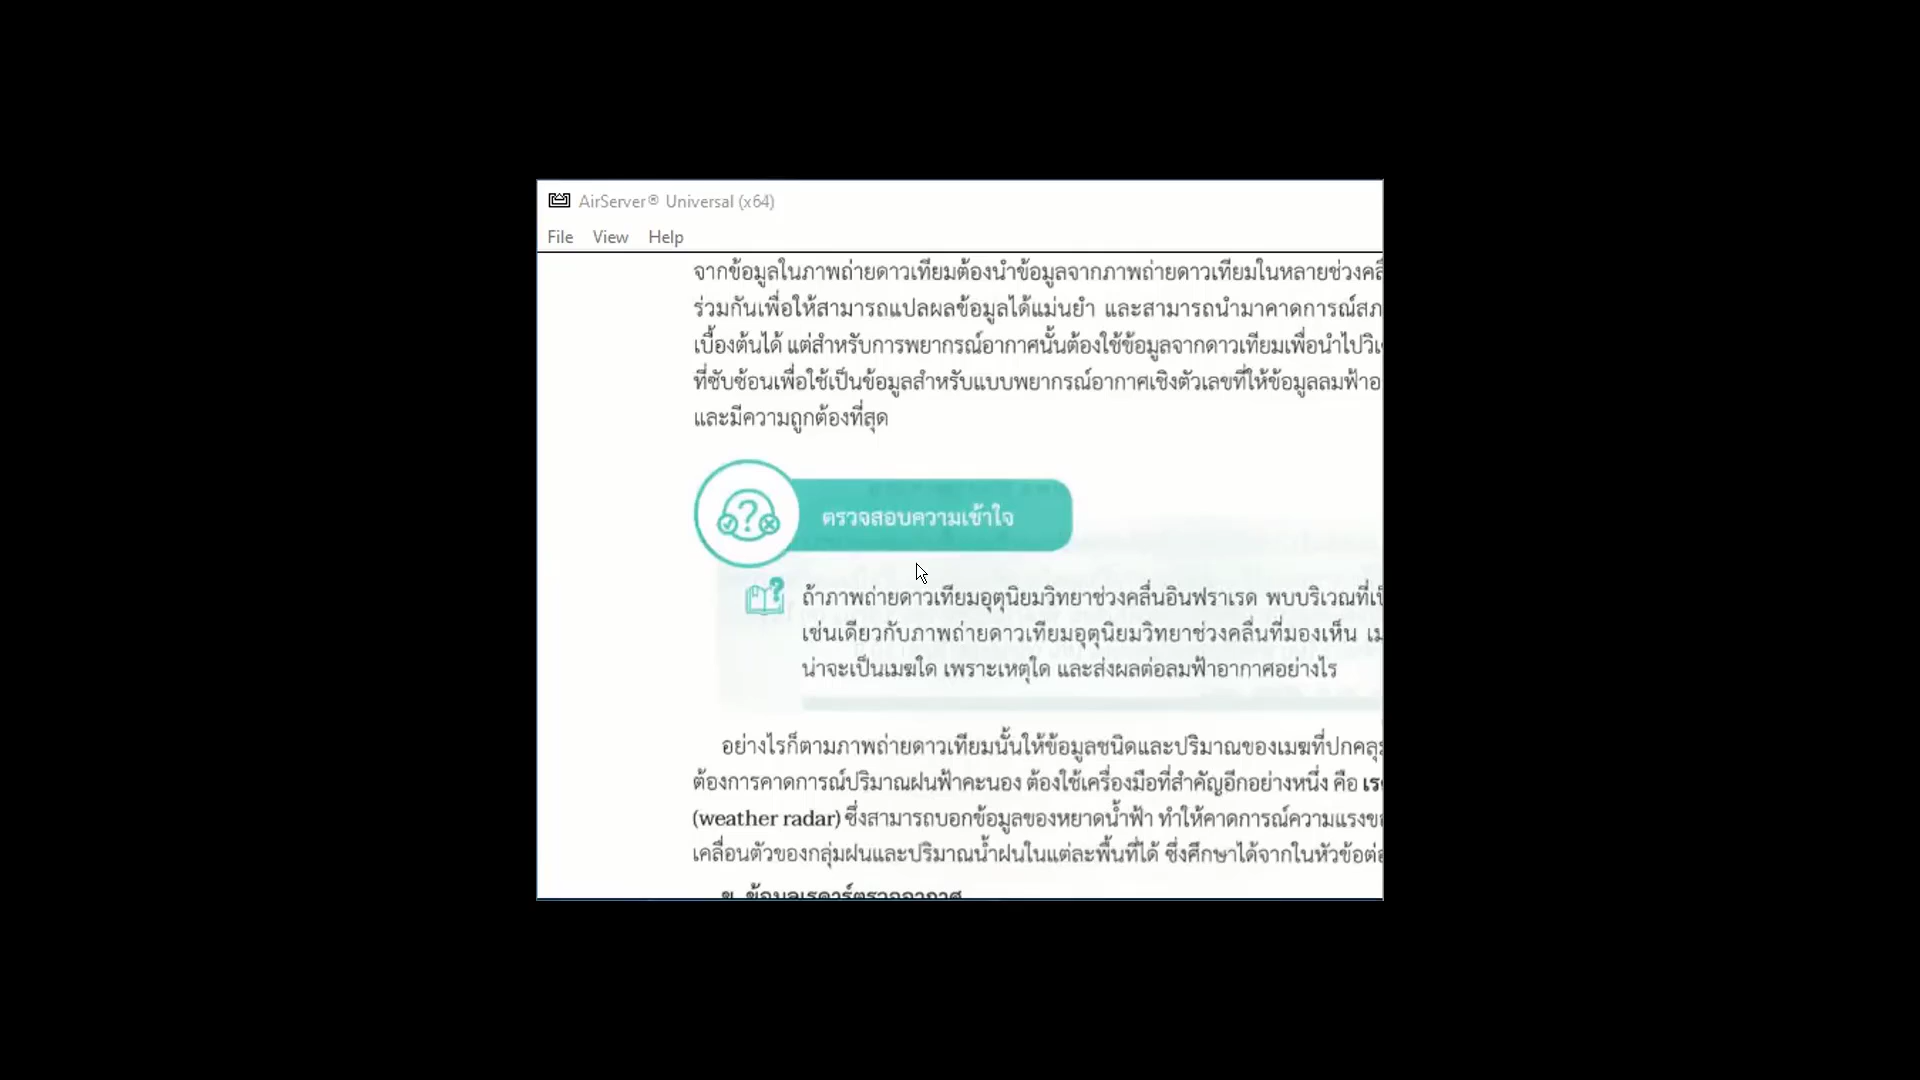 AirServer® Universal (x64)
File View Help
จากข้อมูลในภาพถ่ายดาวเทียมต้องนำข้อมูลจากภาพถ่ายดาวเทียมในหลายช่วงคลื่
ร่วมกันเพื่อให้สามารถแปลผลข้อมูลได้แม่นยำ และสามารถนำมาคาดการณ์สภ
เบื้องต้นได้ แต่สำหรับการพยากรณ์อากาศนั้นต้องใช้ข้อมูลจากดาวเทียมเพื่อนำไปวิเ
ที่ซับซ้อนเพื่อใช้เป็นข้อมูลสำหรับแบบพยากรณ์อากาศเชิงตัวเลขที่ให้ข้อมูลลมฟ้าอ
และมีความถูกต้องที่สุด
ตรวจสอบความเข้าใจ
ถ้าภาพถ่ายดาวเทียมอุตุนิยมวิทยาช่วงคลื่นอินฟราเรด พบบริเวณที่เ
เช่นเดียวกับภาพถ่ายดาวเทียมอุตุนิยมวิทยาช่วงคลื่นที่มองเห็น เม
น่าจะเป็นเมฆใด เพราะเหตุใด และส่งผลต่อลมฟ้าอากาศอย่างไร
อย่างไรก็ตามภาพถ่ายดาวเทียมนั้นให้ข้อมูลชนิดและปริมาณของเมฆที่ปกคลุ
ต้องการคาดการณ์ปริมาณฝนฟ้าคะนอง ต้องใช้เครื่องมือที่สำคัญอีกอย่างหนึ่ง คือ เร
(weather radar) ซึ่งสามารถบอกข้อมูลของหยาดน้ำฟ้า ทำให้คาดการณ์ความแรงขอ
เคลื่อนตัวของกลุ่มฝนและปริมาณน้ำฝนในแต่ละพื้นที่ได้ ซึ่งศึกษาได้จากในหัวข้อต่อ
ข. ข้อมูลเรดาร์ตรวจอากาศ